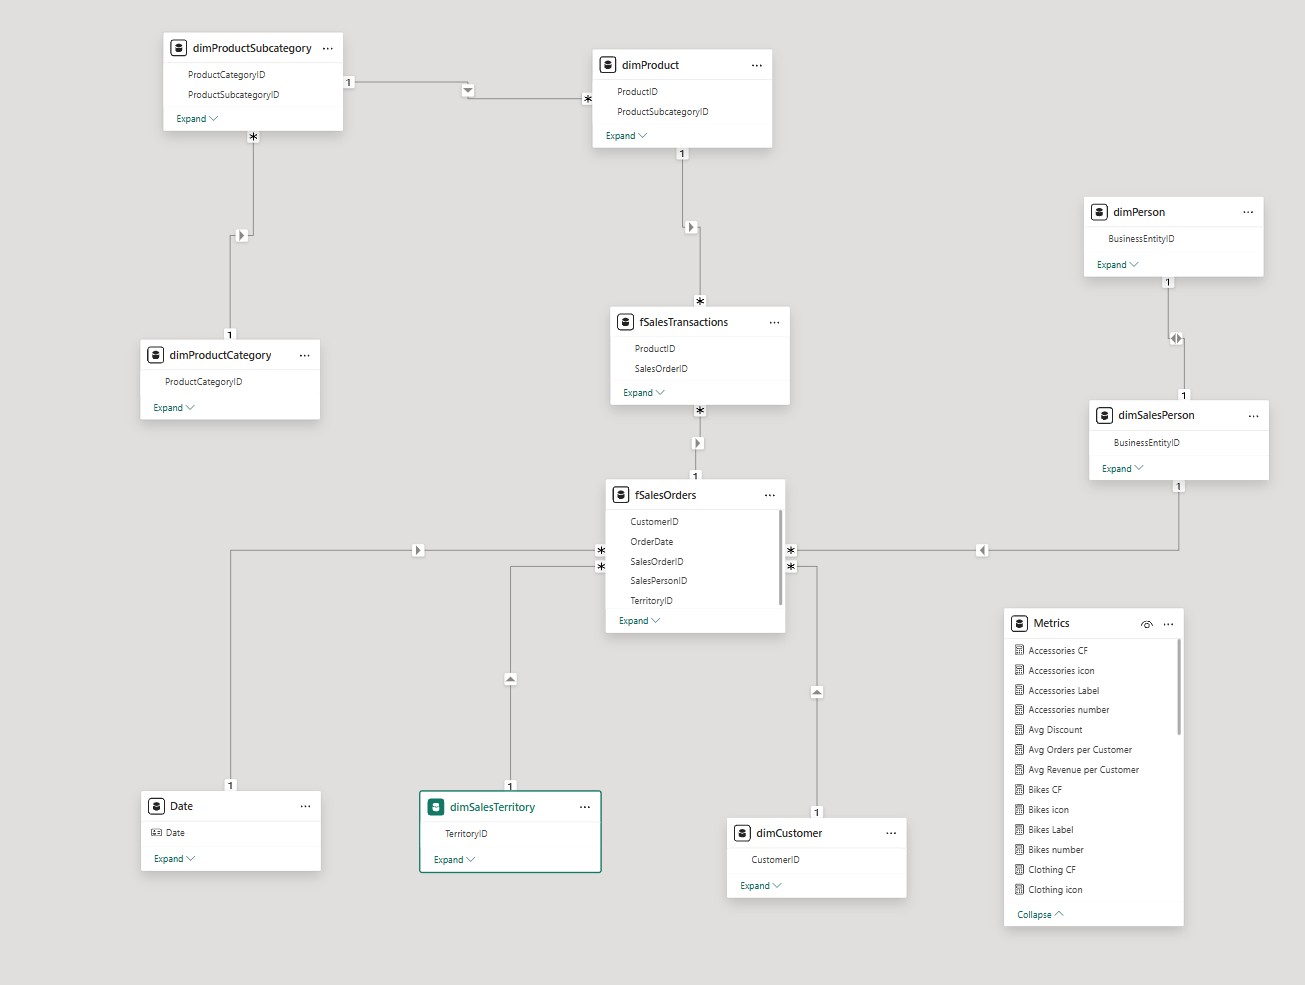 dimProductSubcategory
ProductCategoryID
ProductSubcategoryID
Expand
1
*
*
dimProduct
ProductID
ProductSubcategoryID
Expand
1
*
dimPerson
BusinessEntityID
Expand
1
1
dimProductCategory
ProductCategoryID
Expand
1
fSalesTransactions
ProductID
SalesOrderID
Expand
*
1
dimSalesPerson
BusinessEntityID
Expand
1
fSalesOrders
CustomerID
OrderDate
SalesOrderID
SalesPersonID
TerritoryID
Expand
*
*
*
*
Metrics
Accessories CF
Accessories icon
Accessories Label
Accessories number
Avg Discount
Avg Orders per Customer
Avg Revenue per Customer
Bikes CF
Bikes icon
Bikes Label
Bikes number
Clothing CF
Clothing icon
Collapse
1
Date
Date
Expand
1
dimSalesTerritory
TerritoryID
Expand
1
dimCustomer
CustomerID
Expand